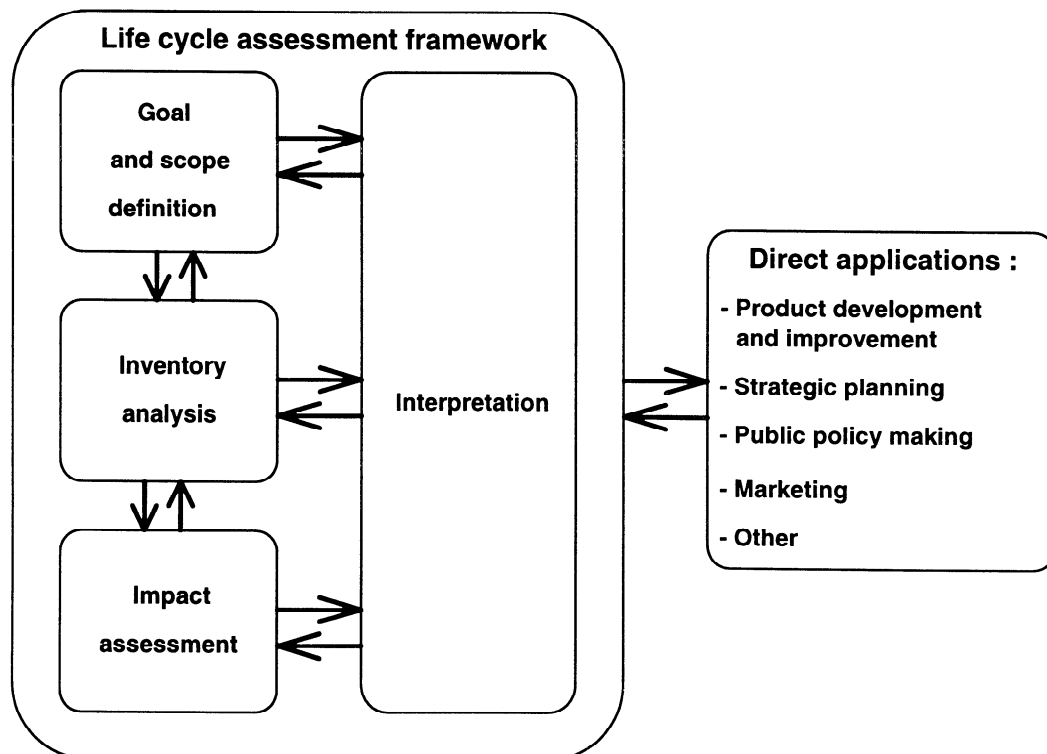 Life cycle assessment framework
Goal
and scope
definition
Inventory
analysis
Impact
assessment
Interpretation
Direct applications :
- Product development
and improvement
- Strategic planning
- Public policy making
- Marketing
- Other